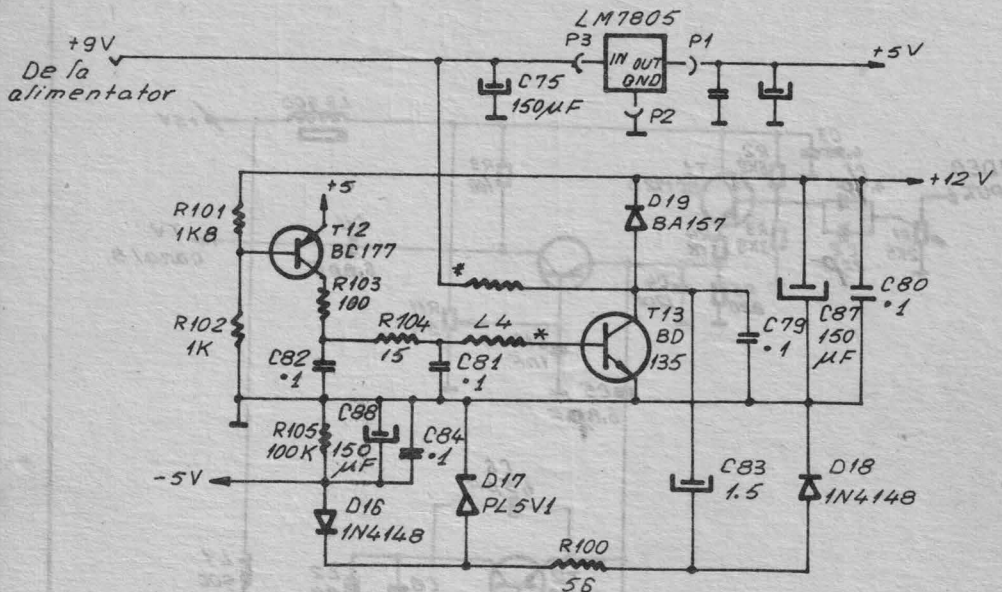 LM7805
+9V
P3
IN OUT
GND
P1
+5V
De la
alimentator
C75
150µF
P2
+5
+12V
R101
1K8
T12
BC177
D19
BA157
R103
100
*
R102
1K
R104
15
L4
*
T13
BD
135
C79
.1
C87
150
µF
C80
.1
C82
.1
C81
.1
R105
100K
C88
150
µF
C84
.1
-5V
D16
1N4148
D17
PL5V1
C83
1.5
D18
1N4148
R100
56